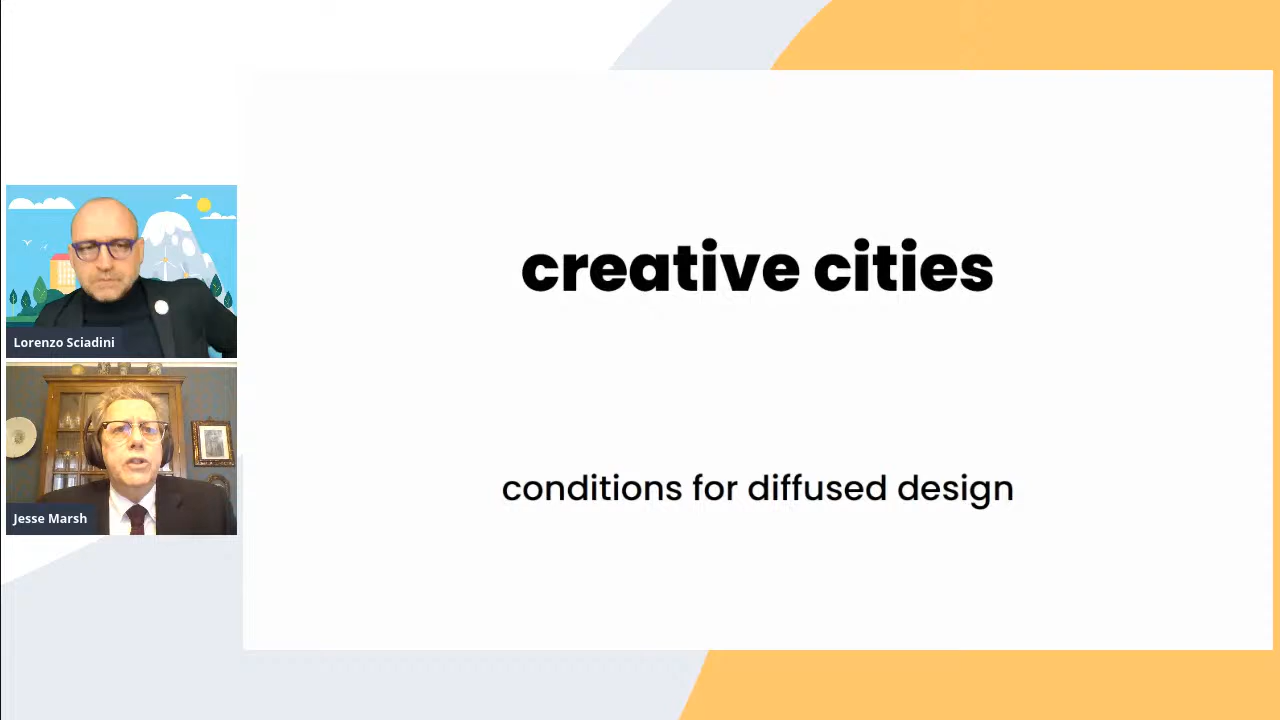 creative cities
conditions for diffused design
Lorenzo Sciadini
Jesse Marsh